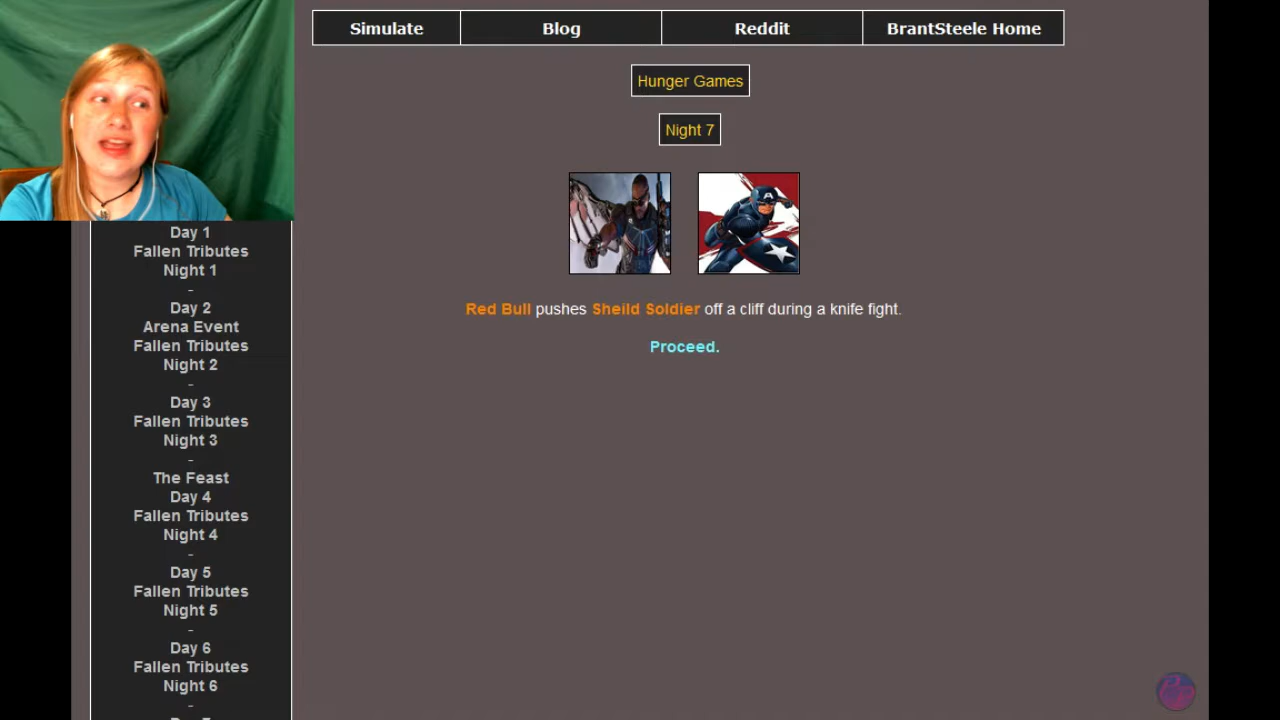 Simulate
Blog
Reddit
BrantSteele Home
Hunger Games
Night 7
Red Bull pushes Sheild Soldier off a cliff during a knife fight.
Proceed.
Day 1
Fallen Tributes
Night 1
-
Day 2
Arena Event
Fallen Tributes
Night 2
-
Day 3
Fallen Tributes
Night 3
-
The Feast
Day 4
Fallen Tributes
Night 4
-
Day 5
Fallen Tributes
Night 5
-
Day 6
Fallen Tributes
Night 6
-